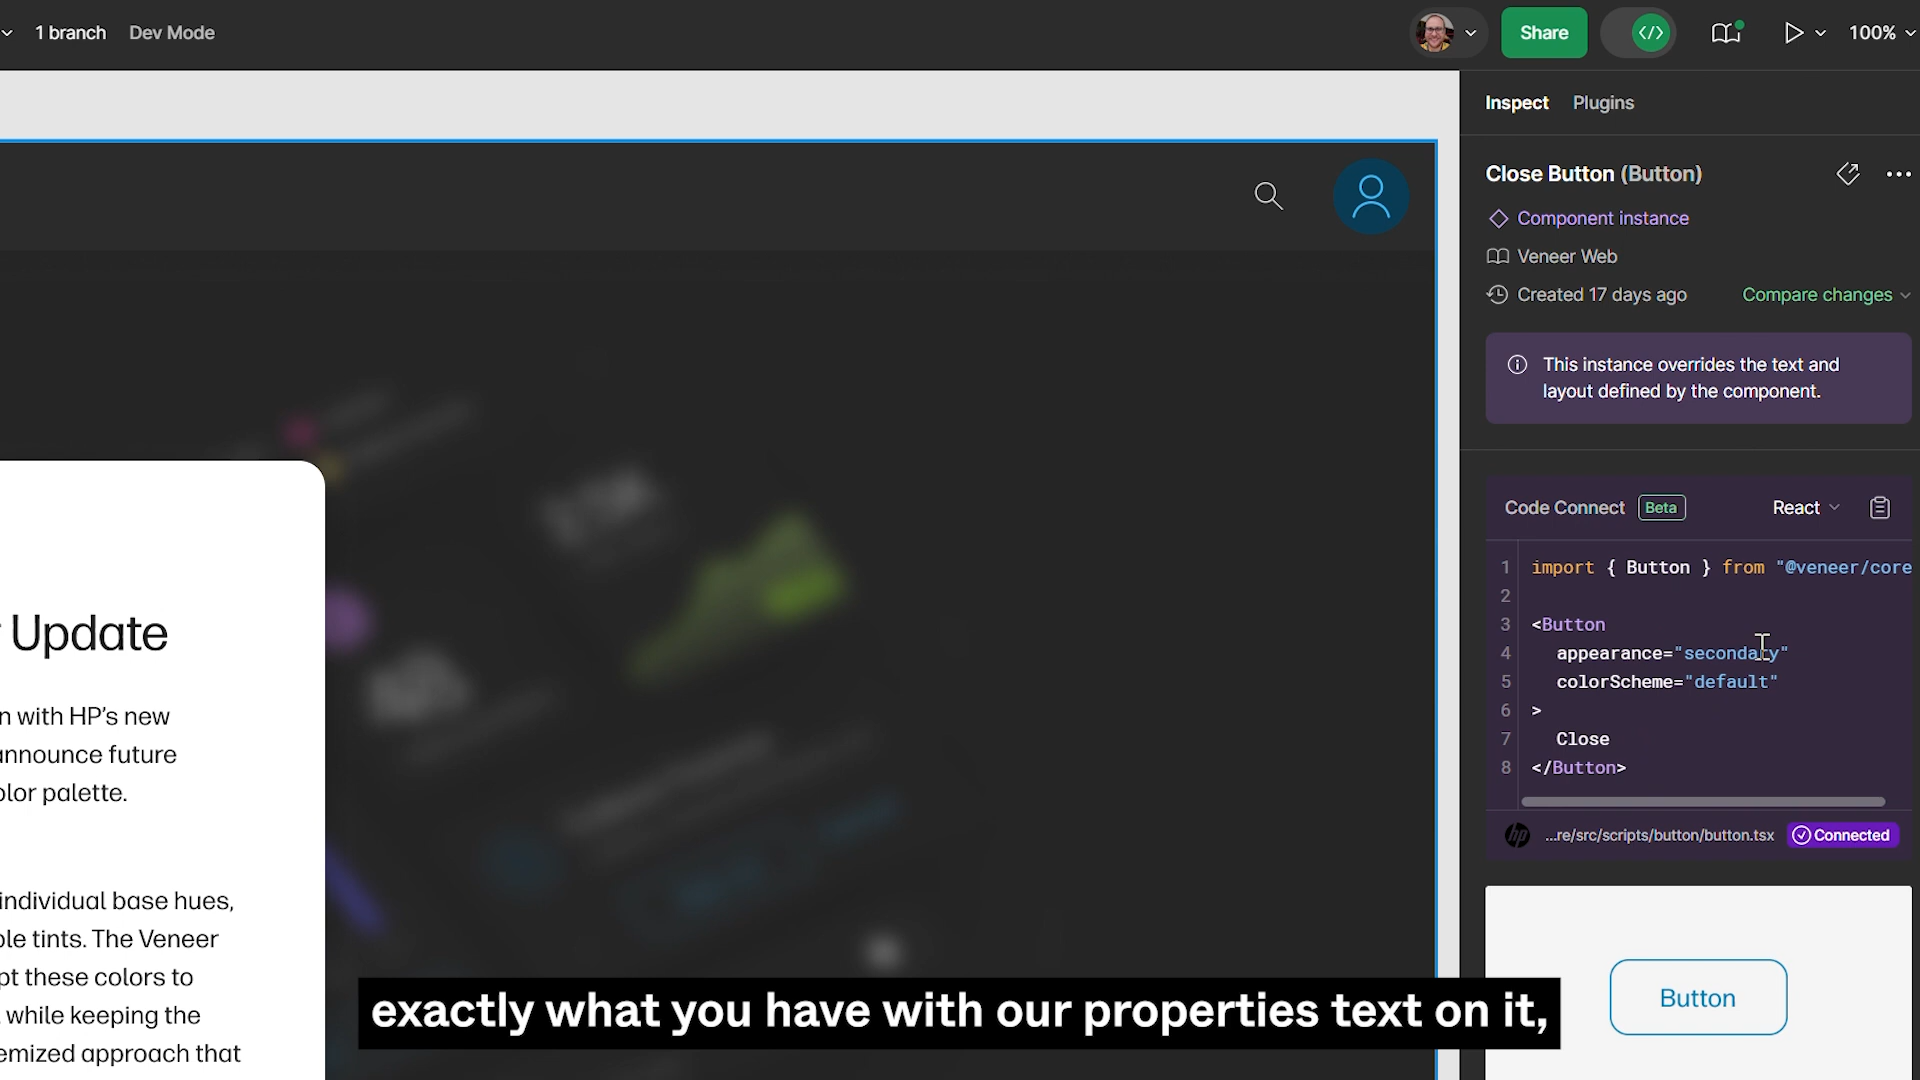 1 branch Dev Mode
Share
100%
Inspect Plugins
Close Button (Button)
Component instance
Veneer Web
Created 17 days ago Compare changes
This instance overrides the text and
layout defined by the component.
Code Connect Beta React
1 import { Button } from "@veneer/core
2
3 <Button
4 appearance="secondary"
5 colorScheme="default"
6 >
7 Close
8 </Button>
hp ...re/src/scripts/button/button.tsx Connected
Button
Update
n with HP's new
announce future
olor palette.
individual base hues,
ple tints. The Veneer
pt these colors to
while keeping the
emized approach that
exactly what you have with our properties text on it,